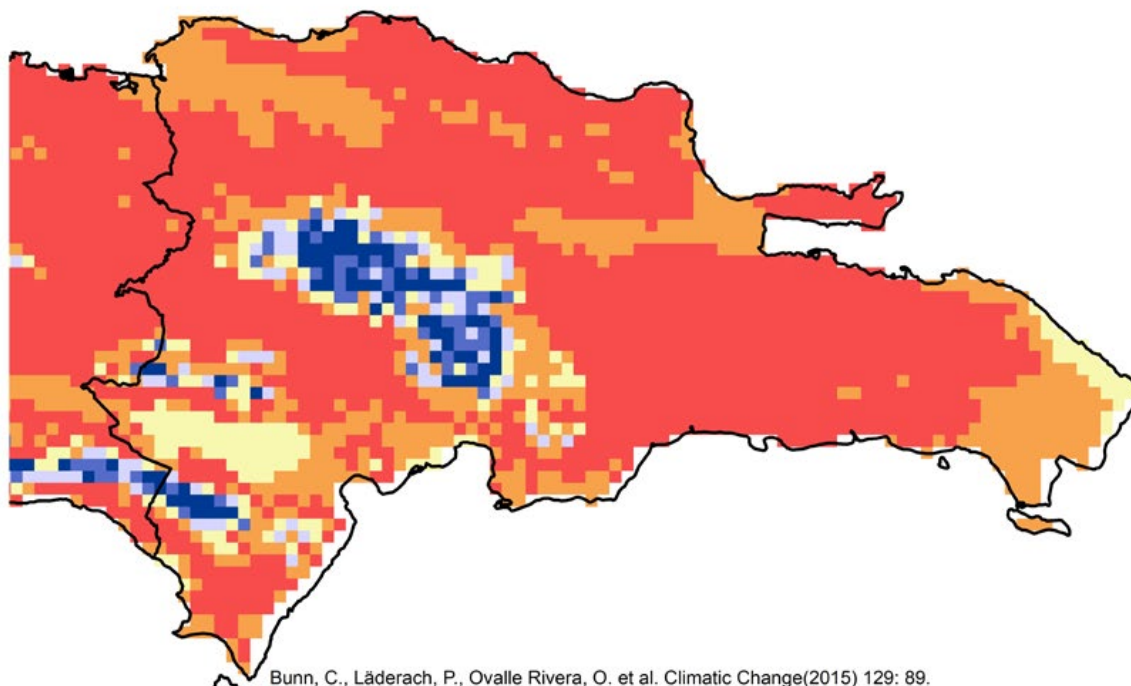 Bunn, C., Läderach, P., Ovalle Rivera, O. et al. Climatic Change(2015) 129: 89.